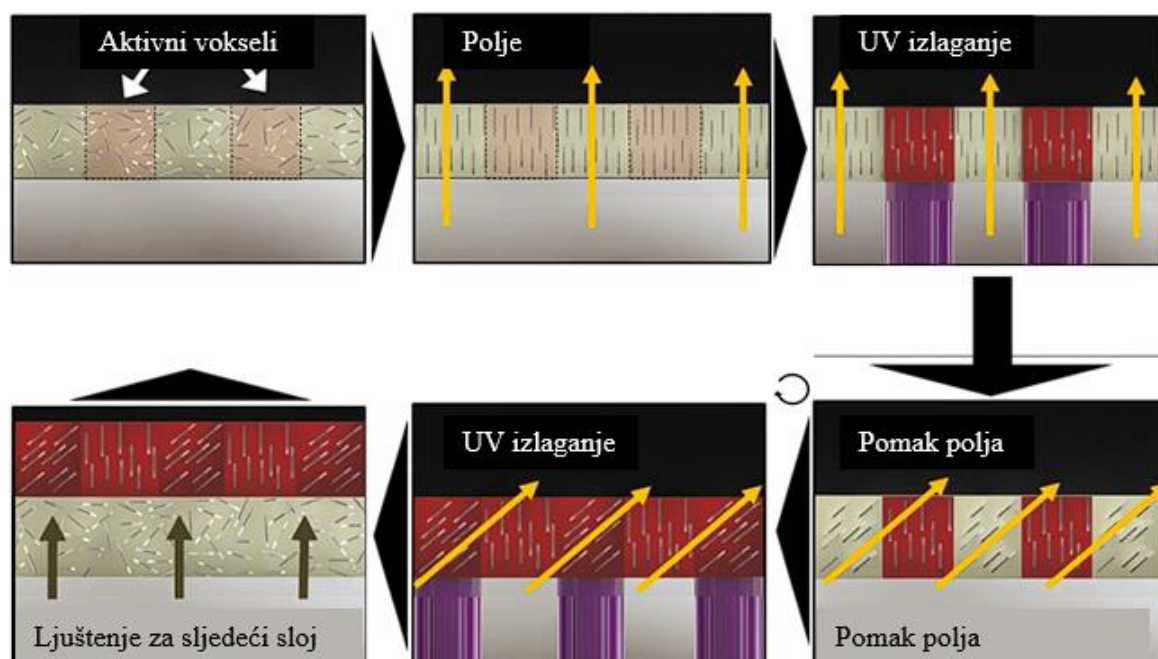 Aktivni vokseli
Polje
UV izlaganje
Pomak polja
Pomak polja
UV izlaganje
Ljuštenje za sljedeći sloj